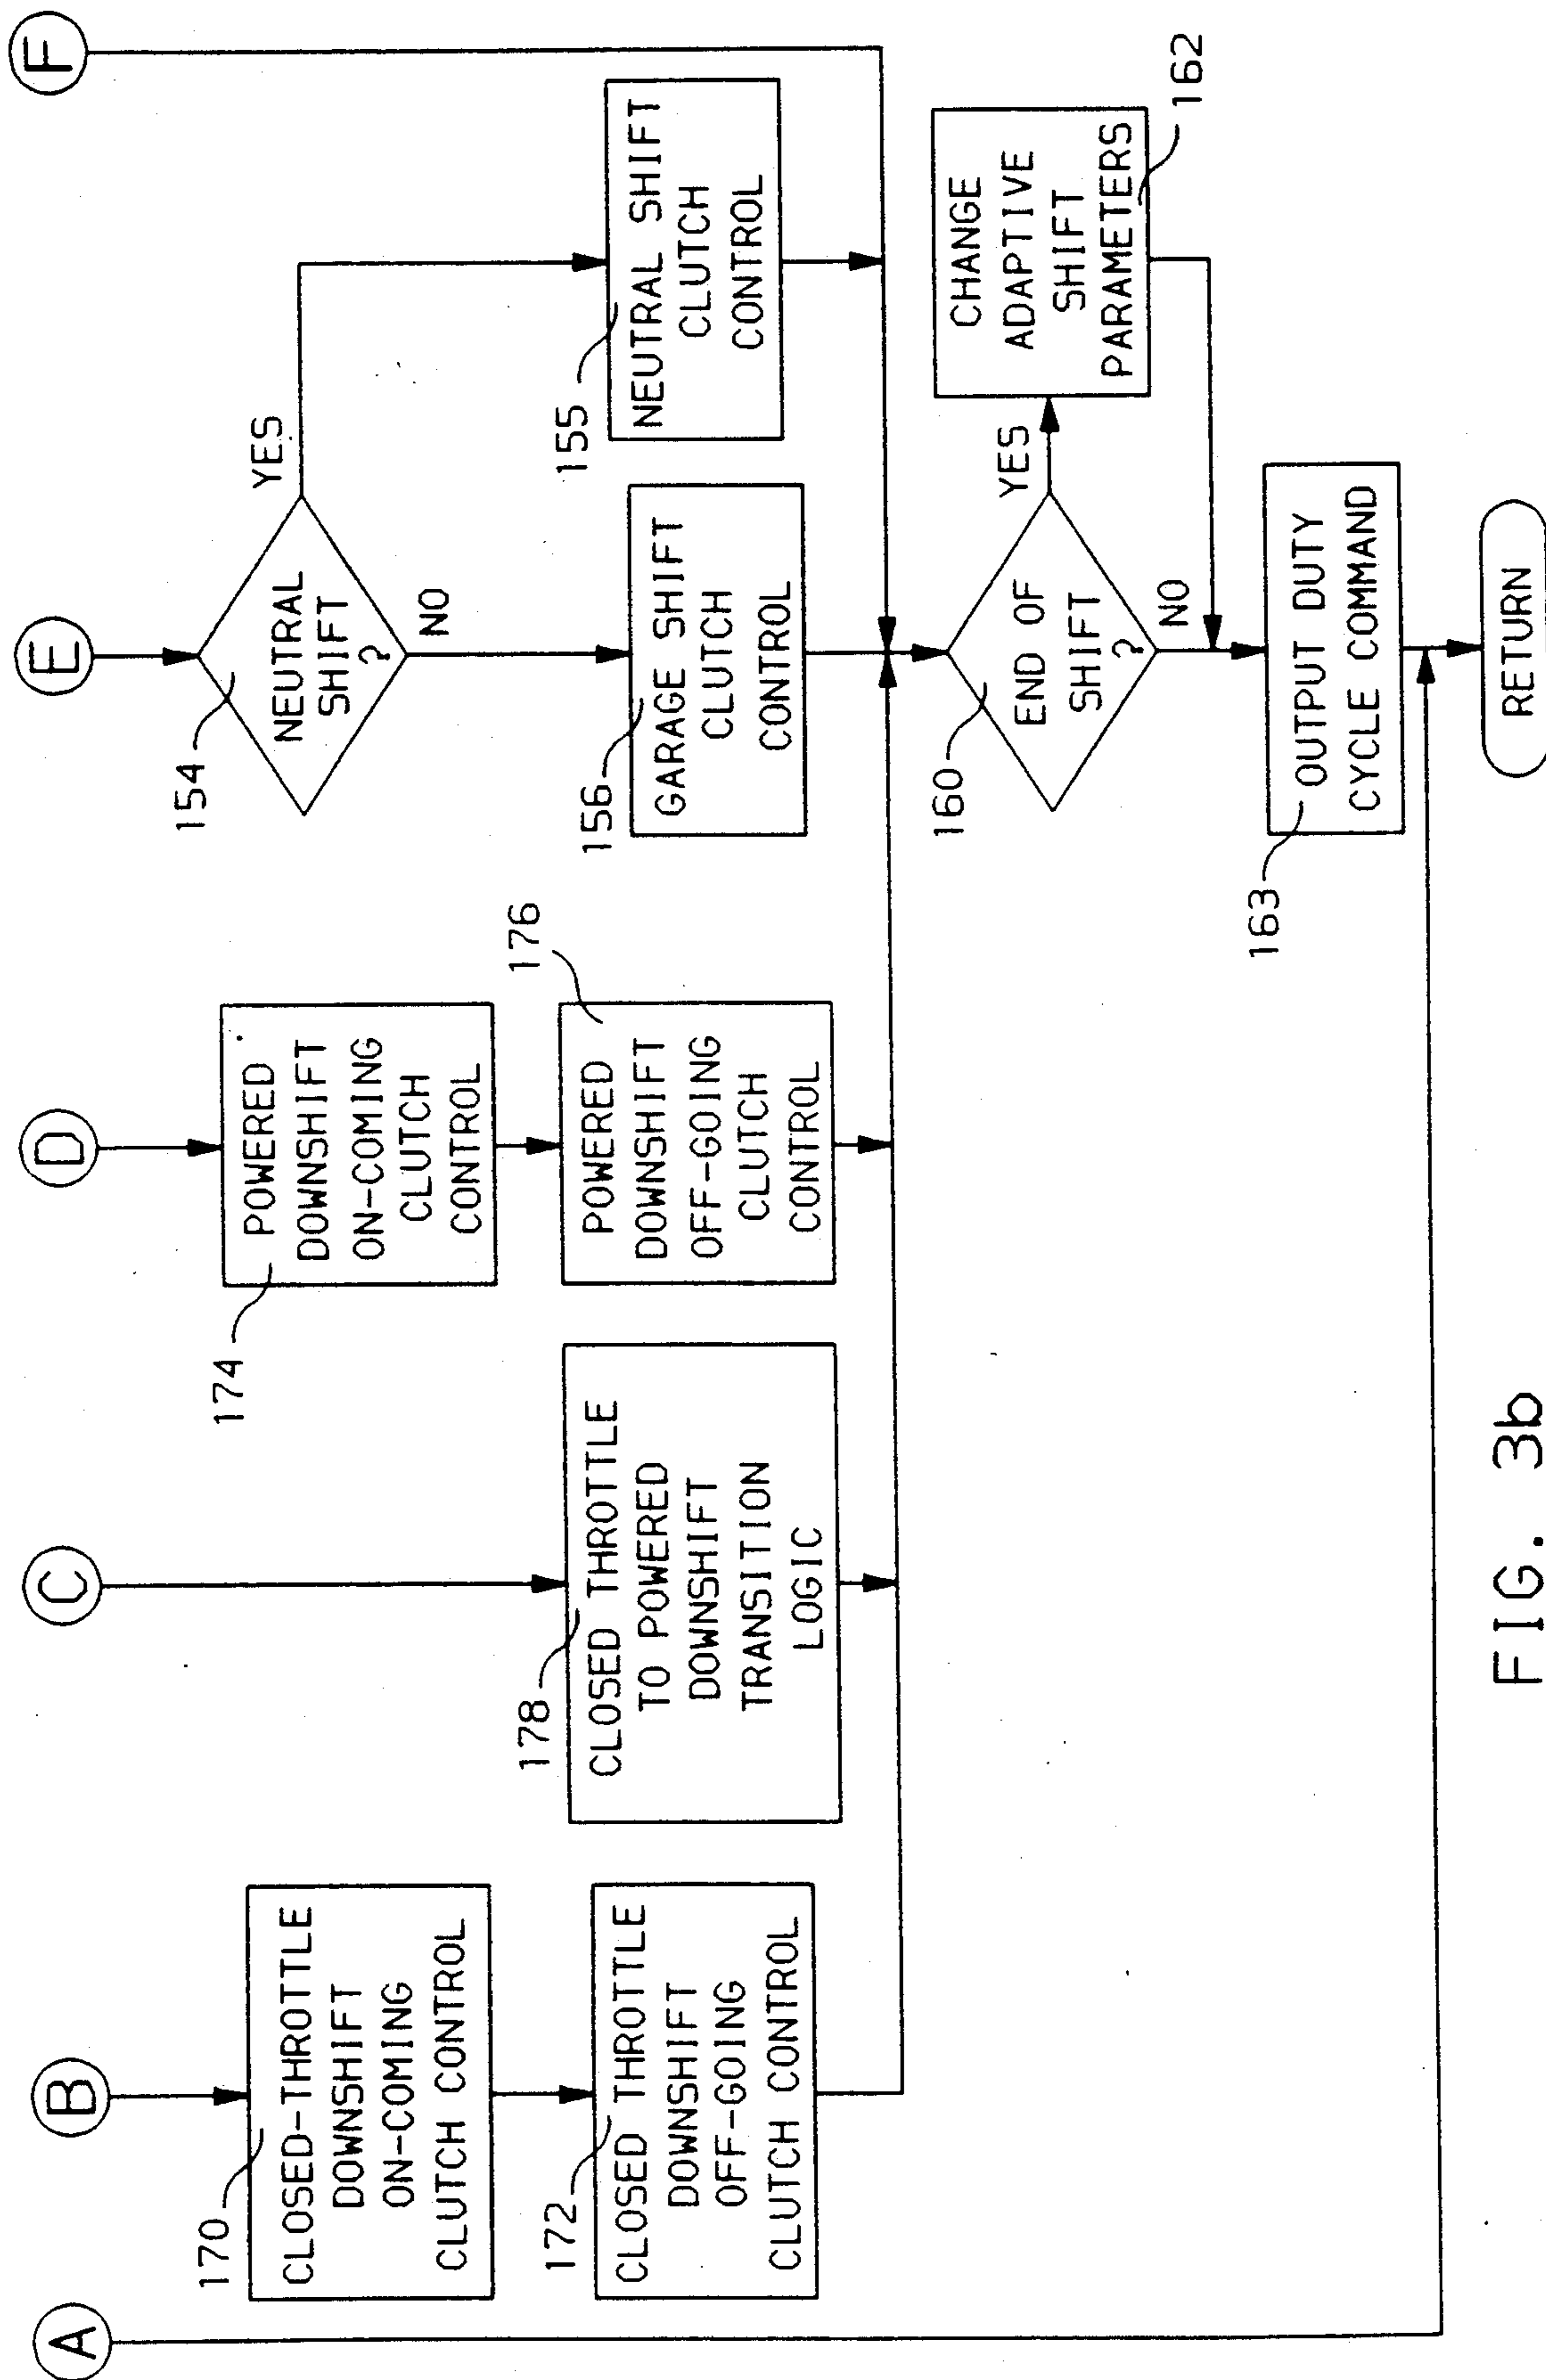 A
B
C
D
E
F
170
CLOSED-THROTTLE
DOWNSHIFT
ON-COMING
CLUTCH CONTROL
172
CLOSED THROTTLE
DOWNSHIFT
OFF-GOING
CLUTCH CONTROL
178
CLOSED THROTTLE
TO POWERED
DOWNSHIFT
TRANSITION
LOGIC
174
POWERED
DOWNSHIFT
ON-COMING
CLUTCH
CONTROL
176
POWERED
DOWNSHIFT
OFF-GOING
CLUTCH
CONTROL
154
NEUTRAL
SHIFT
?
YES
NO
156
GARAGE SHIFT
CLUTCH
CONTROL
155
NEUTRAL SHIFT
CLUTCH
CONTROL
160
END OF
SHIFT
?
YES
NO
CHANGE
ADAPTIVE
SHIFT
PARAMETERS
162
163
OUTPUT DUTY
CYCLE COMMAND
RETURN
FIG. 3b